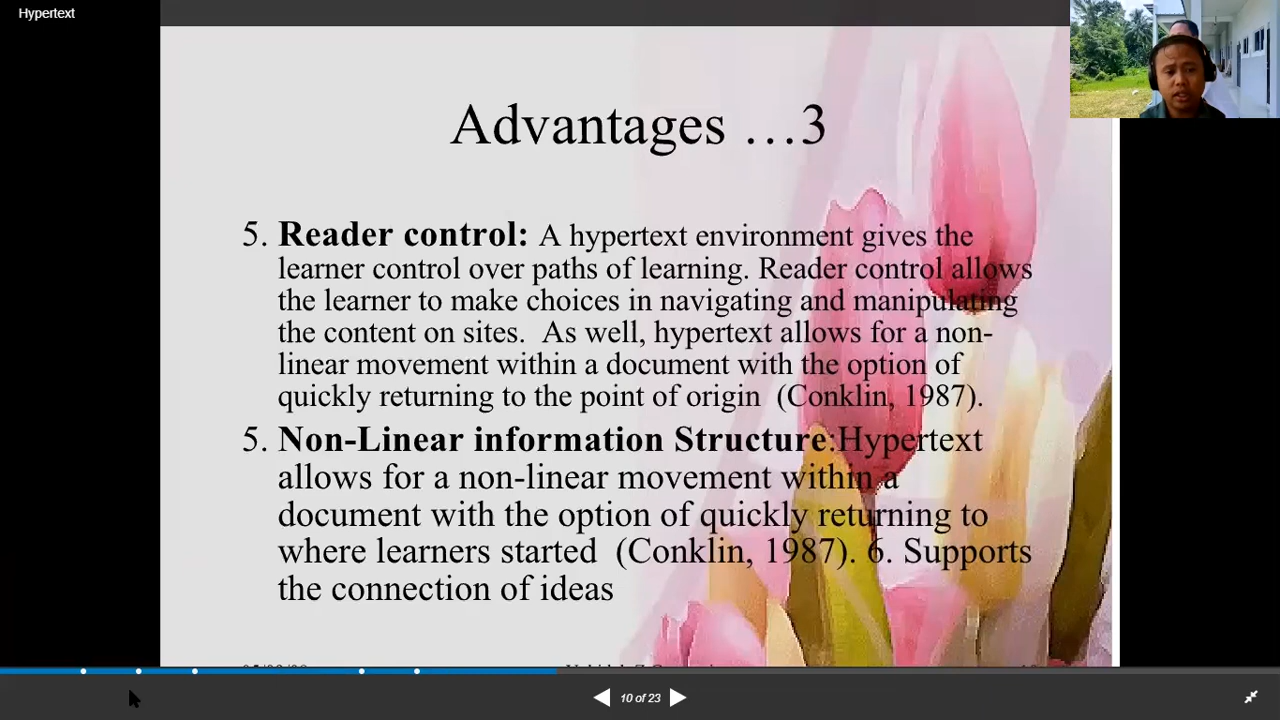 Hypertext
Advantages …3
5. Reader control: A hypertext environment gives the
learner control over paths of learning. Reader control allows
the learner to make choices in navigating and manipulating
the content on sites.  As well, hypertext allows for a non-
linear movement within a document with the option of
quickly returning to the point of origin  (Conklin, 1987).
5. Non-Linear information Structure:Hypertext
allows for a non-linear movement within a
document with the option of quickly returning to
where learners started  (Conklin, 1987). 6. Supports
the connection of ideas
10 of 23